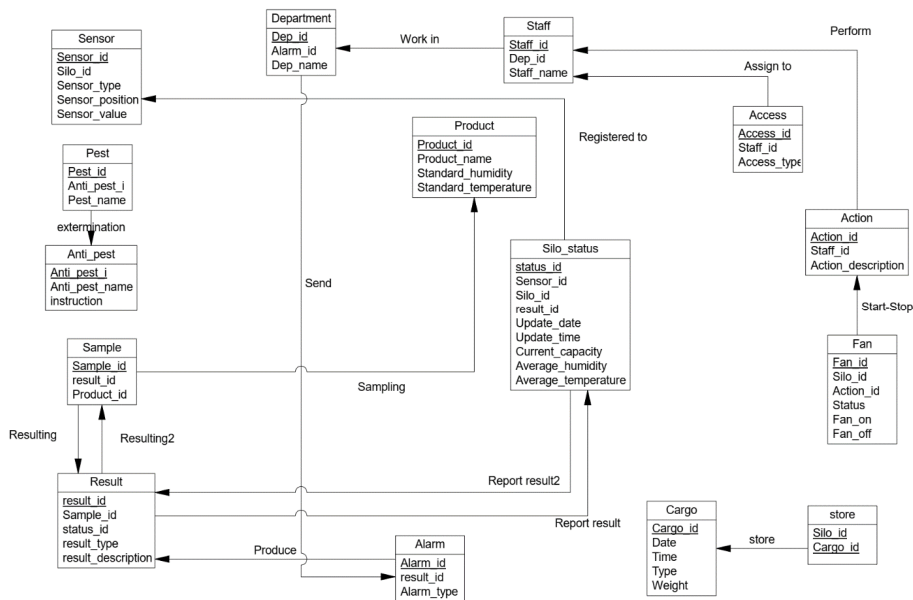 Sensor
Sensor_id
Silo_id
Sensor_type
Sensor_position
Sensor_value
Department
Dep_id
Alarm_id
Dep_name
Work in
Staff
Staff_id
Dep_id
Staff_name
Perform
Assign to
Access
Access_id
Staff_id
Access_type
Registered to
Product
Product_id
Product_name
Standard_humidity
Standard_temperature
Pest
Pest_id
Anti_pest_i
Pest_name
extermination
Anti_pest
Anti_pest_i
Anti_pest_name
instruction
Send
Silo_status
status_id
Sensor_id
Silo_id
result_id
Update_date
Update_time
Current_capacity
Average_humidity
Average_temperature
Action
Action_id
Staff_id
Action_description
Start-Stop
Fan
Fan_id
Silo_id
Action_id
Status
Fan_on
Fan_off
Sample
Sample_id
result_id
Product_id
Sampling
Resulting
Resulting2
Result
result_id
Sample_id
status_id
result_type
result_description
Report result2
Report result
Produce
Alarm
Alarm_id
result_id
Alarm_type
Cargo
Cargo_id
Date
Time
Type
Weight
store
store
Silo_id
Cargo_id